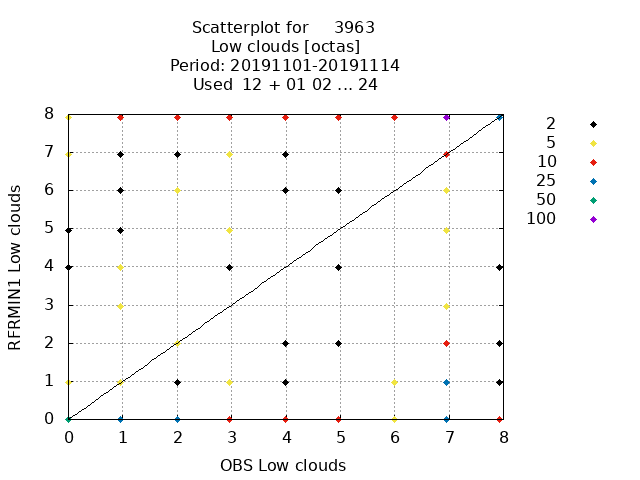 Scatterplot for 3963
Low clouds [octas]
Period: 20191101-20191114
Used 12 + 01 02 ... 24
RFRMIN1 Low clouds
8
7
6
5
4
3
2
1
0
0 1 2 3 4 5 6 7 8
OBS Low clouds
2
5
10
25
50
100